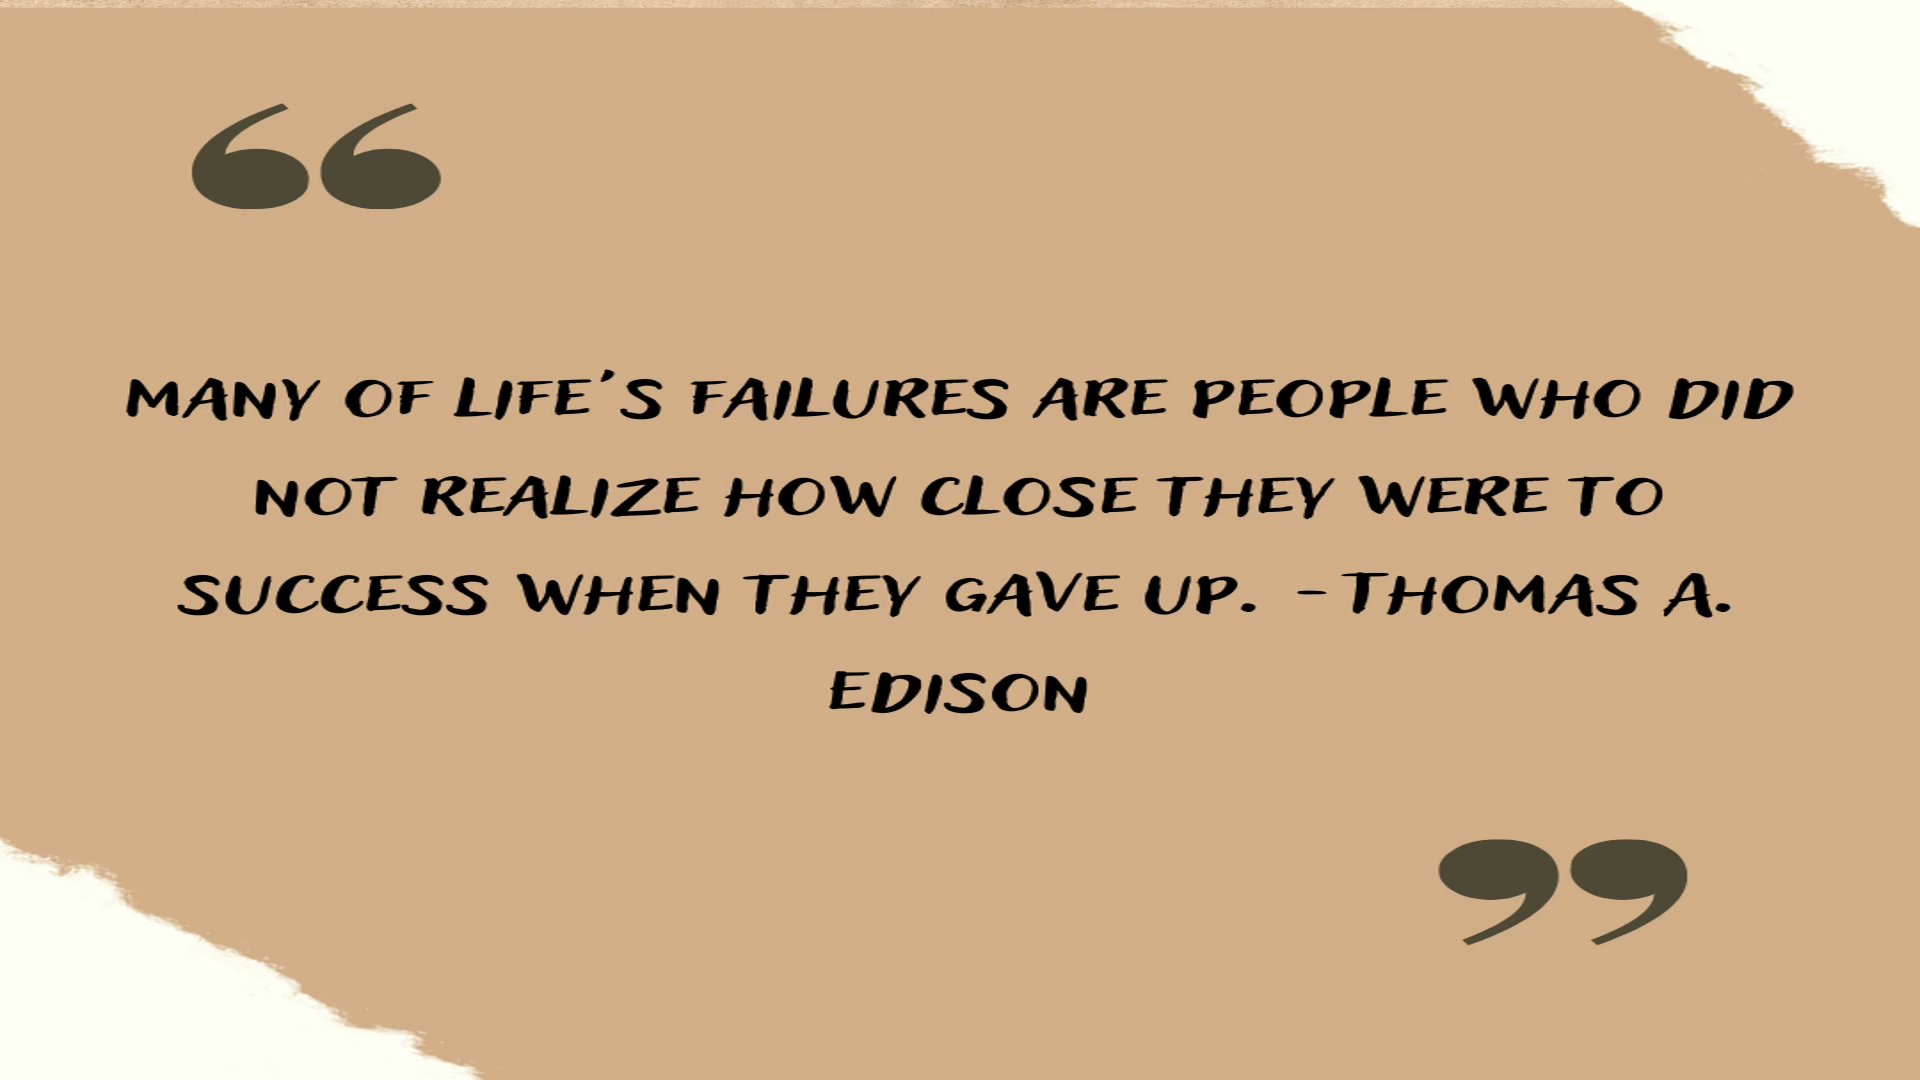 “
MANY OF LIFE'S FAILURES ARE PEOPLE WHO DID
NOT REALIZE HOW CLOSE THEY WERE TO
SUCCESS WHEN THEY GAVE UP. -THOMAS A.
EDISON
”